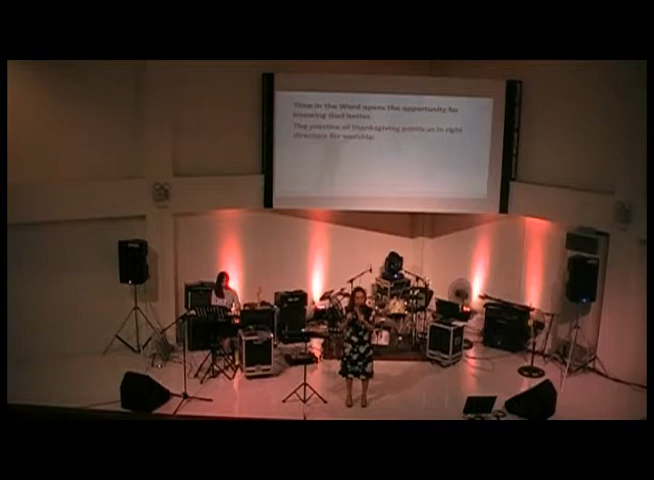 Time in the Word opens the opportunity for
knowing God better.
The practice of thanksgiving points us in right
directions for worship.